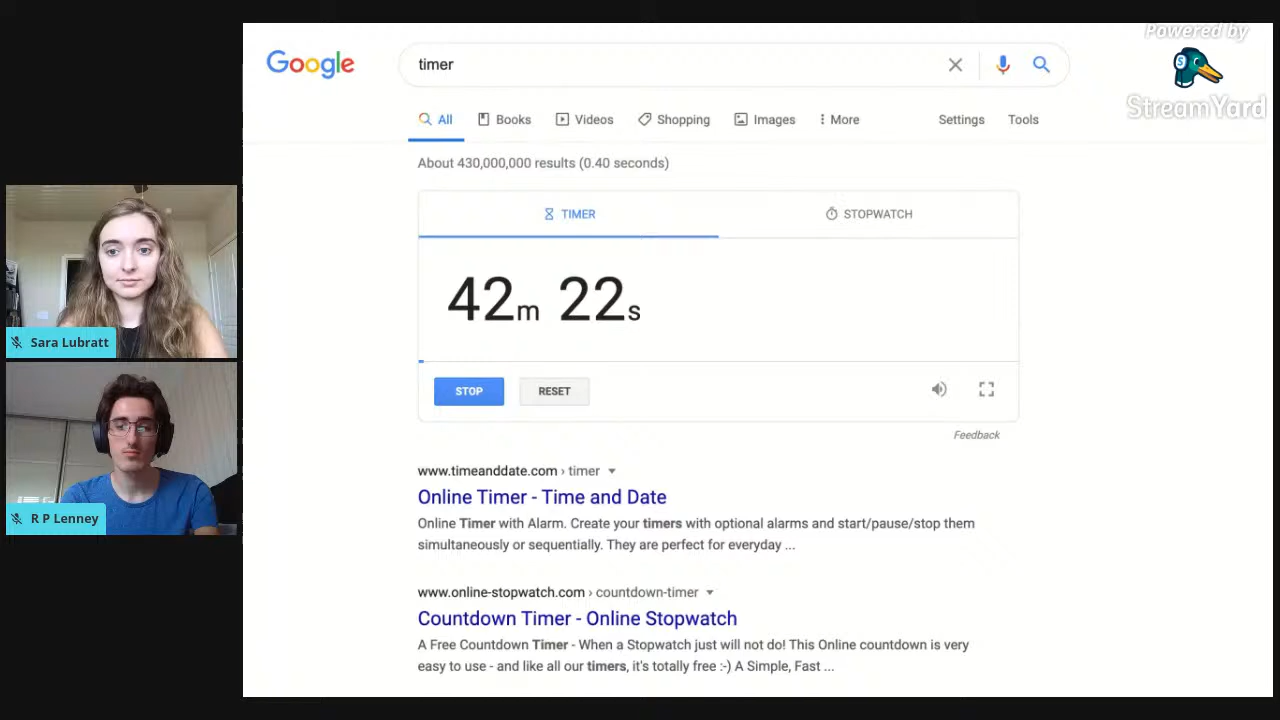 Powered by
StreamYard
Google
timer
All Books Videos Shopping Images More Settings Tools
About 430,000,000 results (0.40 seconds)
TIMER STOPWATCH
42m 22s
STOP RESET
Feedback
www.timeanddate.com › timer
Online Timer - Time and Date
Online Timer with Alarm. Create your timers with optional alarms and start/pause/stop them
simultaneously or sequentially. They are perfect for everyday ...
www.online-stopwatch.com › countdown-timer
Countdown Timer - Online Stopwatch
A Free Countdown Timer - When a Stopwatch just will not do! This Online countdown is very
easy to use - and like all our timers, it's totally free :-) A Simple, Fast ...
Sara Lubratt
R P Lenney